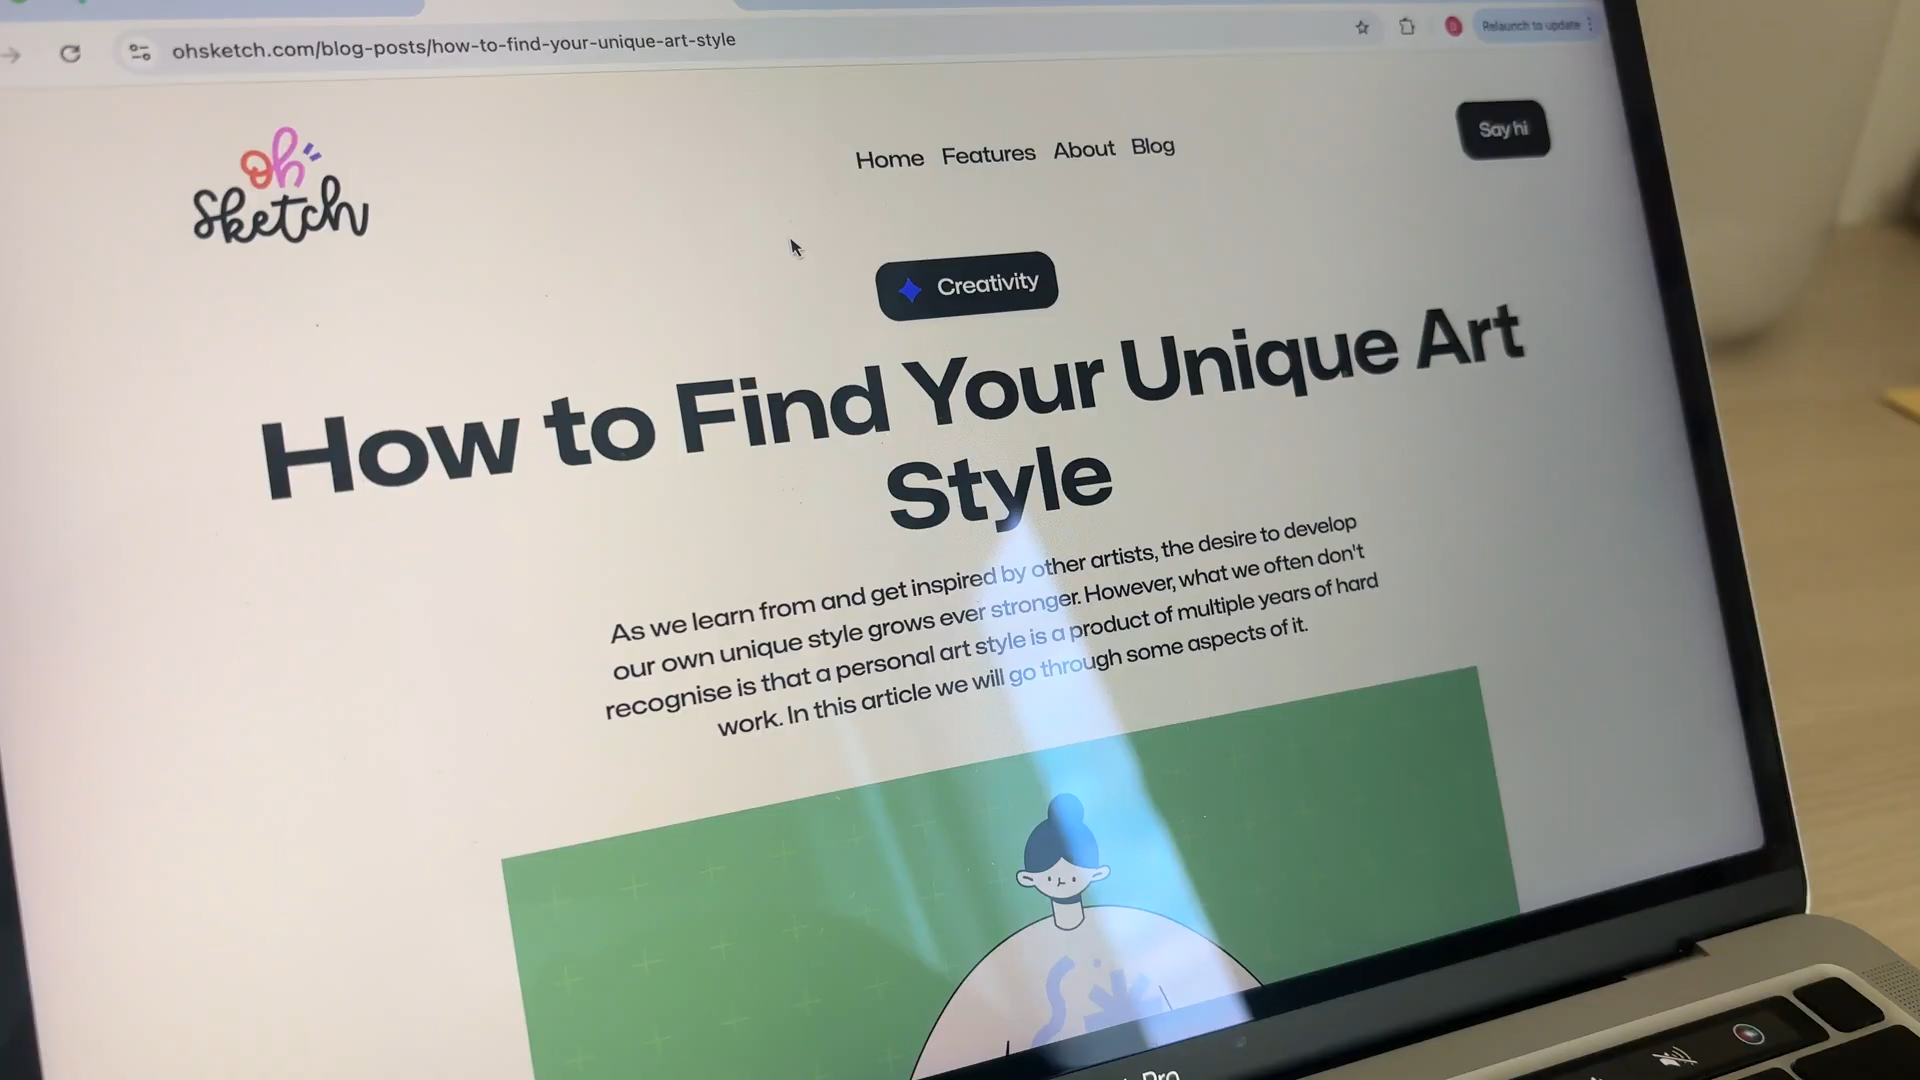 ohsketch.com/blog-posts/how-to-find-your-unique-art-style
Relaunch to update
oh
sketch
Home Features About Blog
Say hi
Creativity
How to Find Your Unique Art
Style
As we learn from and get inspired by other artists, the desire to develop
our own unique style grows ever stronger. However, what we often don't
recognise is that a personal art style is a product of multiple years of hard
work. In this article we will go through some aspects of it.
Pro